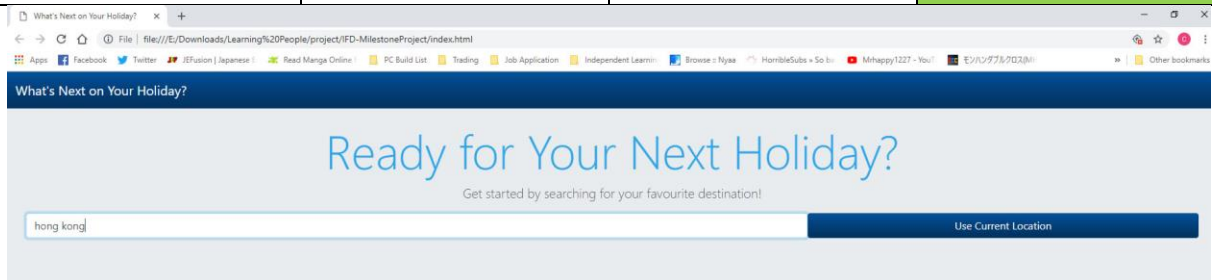 What's Next on Your Holiday?
File | file:///E:/Downloads/Learning%20People/project/IFD-MilestoneProject/index.html
Apps Facebook Twitter JEFusion | Japanese Read Manga Online PC Build List Trading Job Application Independent Learnin Browse :: Nyaa HorribleSubs » So b Mrhappy1227 - You Other bookmarks
What's Next on Your Holiday?
Ready for Your Next Holiday?
Get started by searching for your favourite destination!
hong kong
Use Current Location